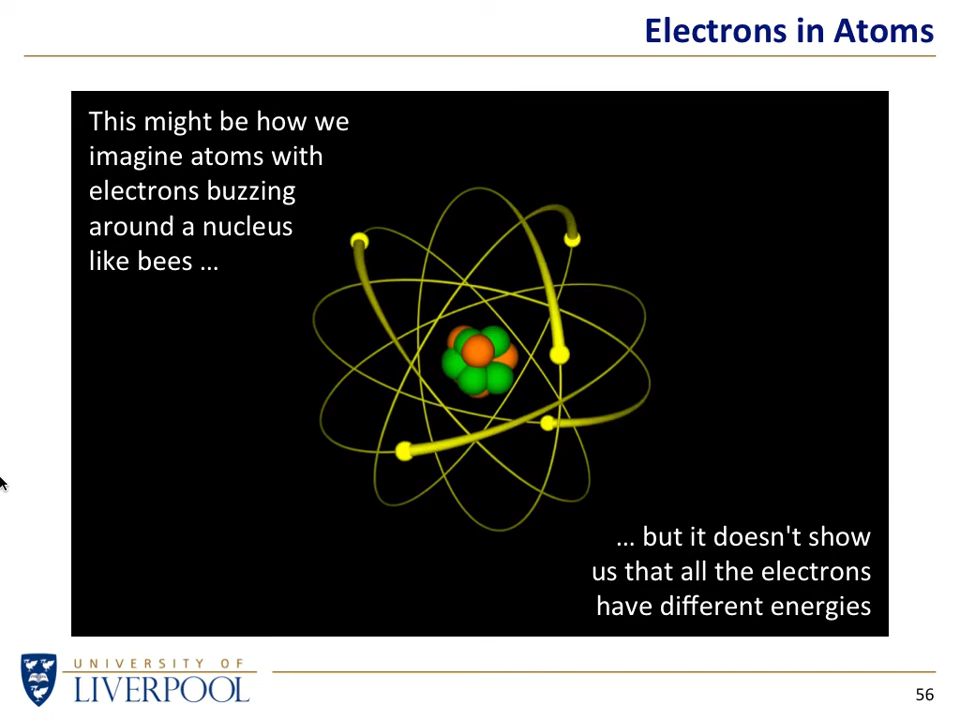 Electrons in Atoms
This might be how we
imagine atoms with
electrons buzzing
around a nucleus
like bees …
… but it doesn't show
us that all the electrons
have different energies
UNIVERSITY OF
LIVERPOOL
56